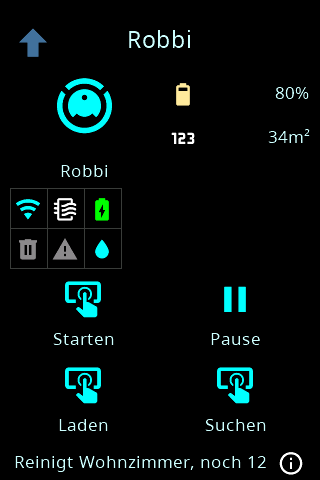 Robbi
80%
123 34m²
Robbi
Starten Pause
Laden Suchen
Reinigt Wohnzimmer, noch 12